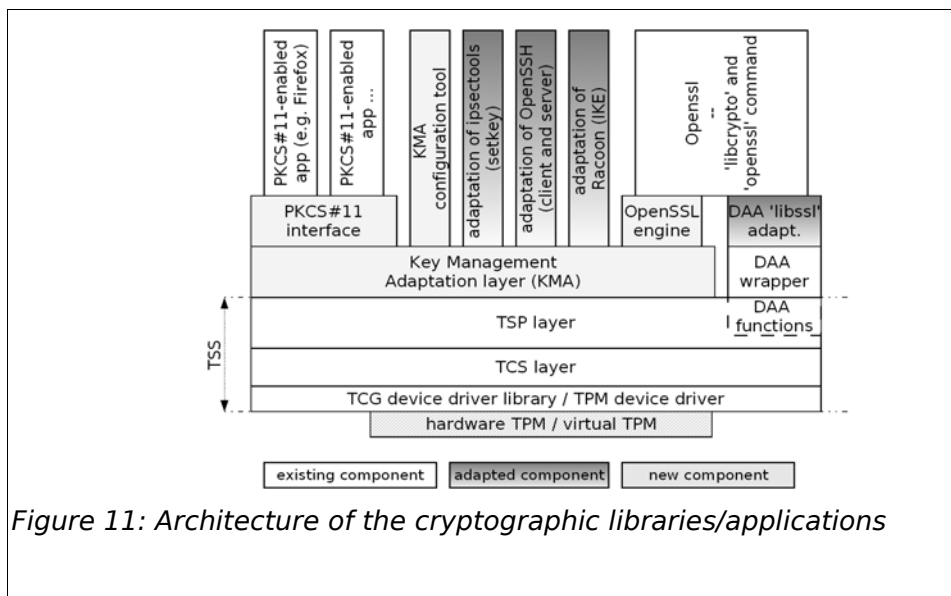 PKCS#11-enabled
app (e.g. Firefox)
PKCS#11-enabled
app ...
KMA
configuration tool
adaptation of ipsectools
(setkey)
adaptation of OpenSSH
(client and server)
adaptation of
Racoon (IKE)
Openssl
--
'libcrypto' and
'openssl' command
PKCS#11
interface
OpenSSL
engine
DAA 'libssl'
adapt.
Key Management
Adaptation layer (KMA)
DAA
wrapper
TSS
TSP layer
DAA
functions
TCS layer
TCG device driver library / TPM device driver
hardware TPM / virtual TPM
existing component
adapted component
new component
Figure 11: Architecture of the cryptographic libraries/applications